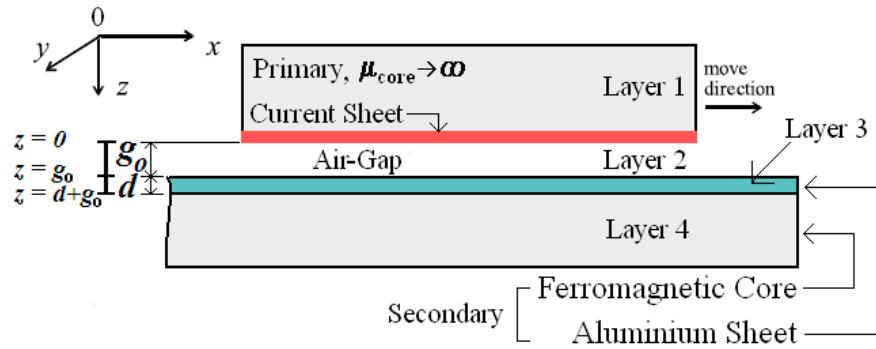 0
x
y
z
Primary, μcore→∞
Layer 1
move
direction
Current Sheet
Layer 3
z = 0
g₀
Air-Gap
Layer 2
z = g₀
d
z = d+g₀
Layer 4
Ferromagnetic Core
Secondary
Aluminium Sheet